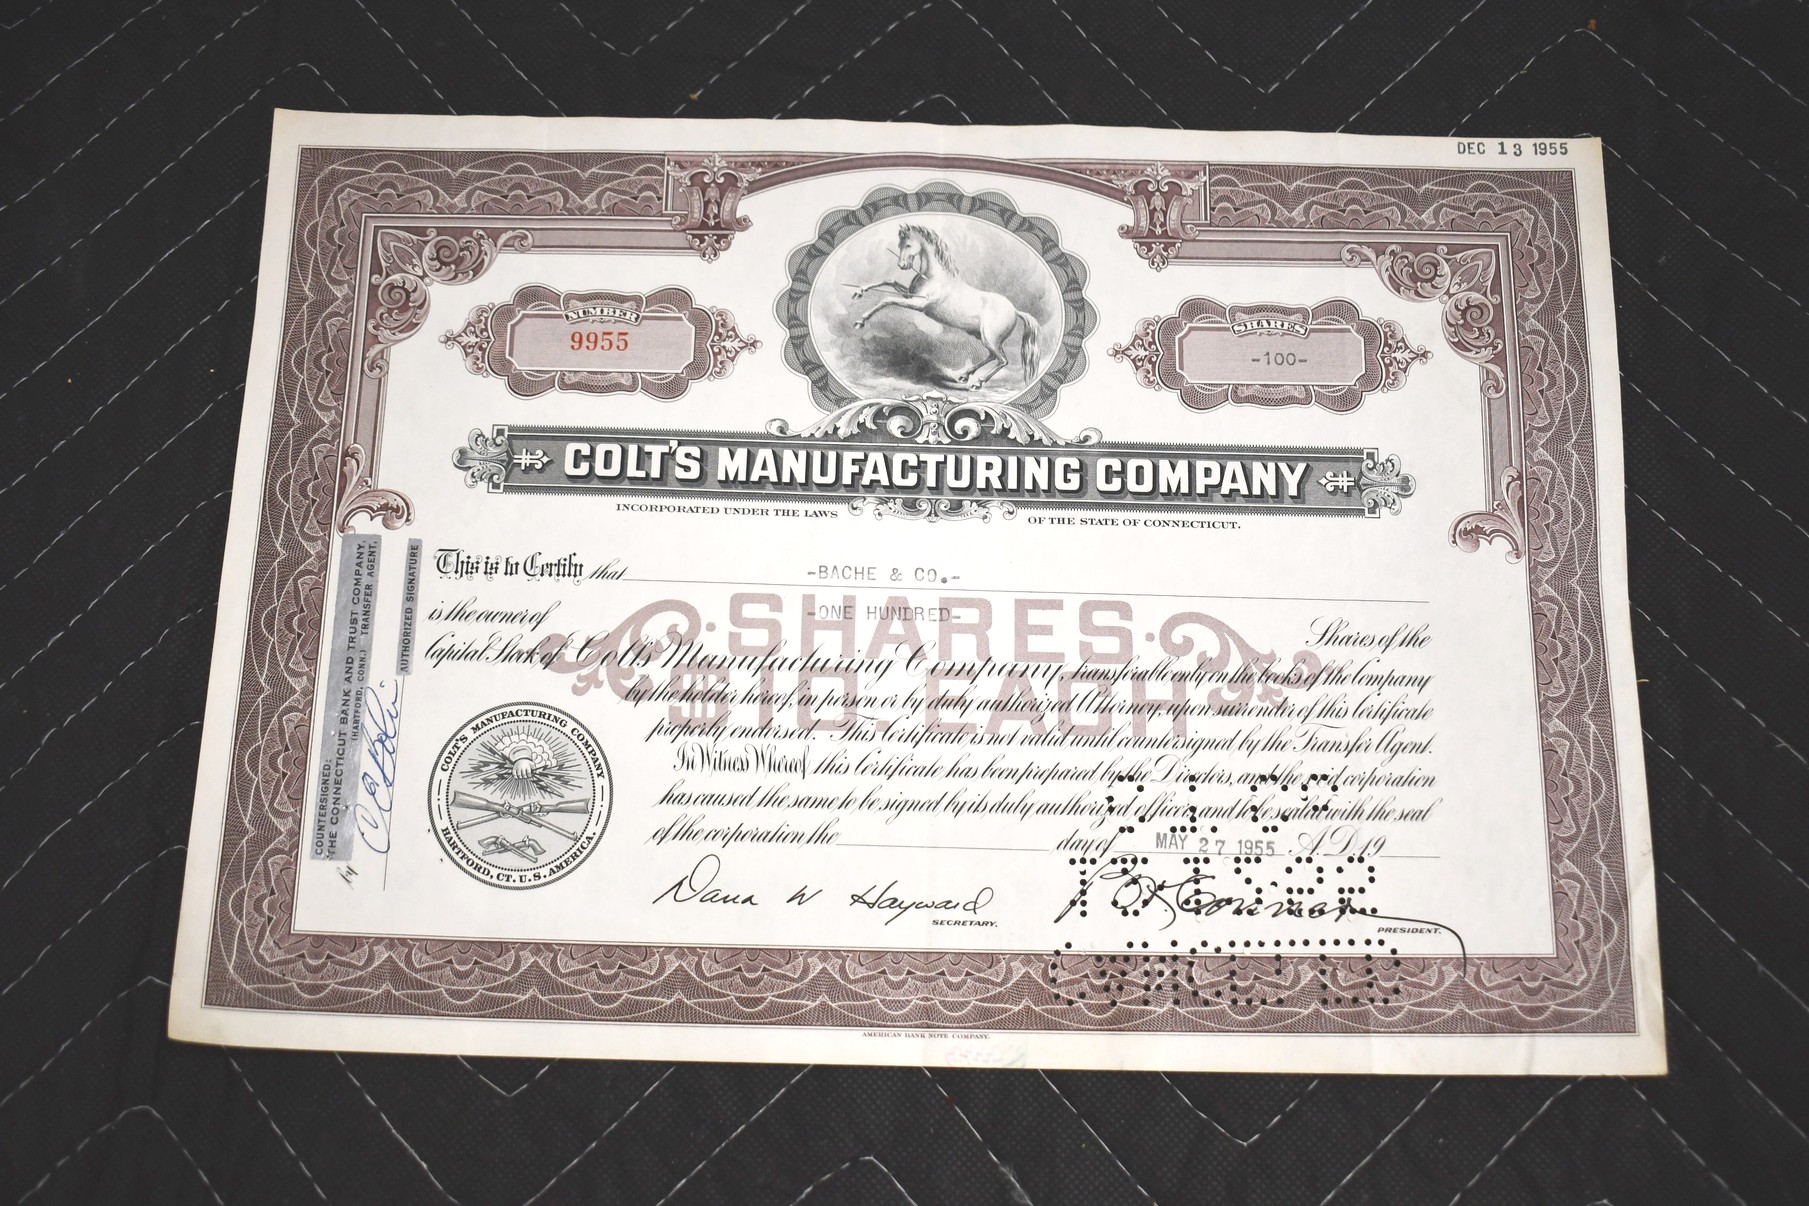 DEC 13 1955
NUMBER
9955
SHARES
-100-
COLT'S MANUFACTURING COMPANY
INCORPORATED UNDER THE LAWS OF THE STATE OF CONNECTICUT.
This is to Certify that -BACHE & CO.-
is the owner of -ONE HUNDRED- Shares of the
SHARES
$10. EACH
Capital Stock of Colt's Manufacturing Company, transferable only on the books of the Company
by the holder hereof, in person or by duly authorized Attorney, upon surrender of this Certificate
properly endorsed. This Certificate is not valid until countersigned by the Transfer Agent.
In Witness Whereof, this Certificate has been prepared by the Directors, and the said corporation
has caused the same to be signed by its duly authorized officers and to be sealed with the seal
of the corporation the day of MAY 27 1955 A.D. 19
Dana W Hayward
SECRETARY.
PRESIDENT.
COUNTERSIGNED:
THE CONNECTICUT BANK AND TRUST COMPANY,
(HARTFORD, CONN.) TRANSFER AGENT,
By
AUTHORIZED SIGNATURE
COLT'S MANUFACTURING COMPANY
HARTFORD, CT. U.S. AMERICA.
AMERICAN BANK NOTE COMPANY.